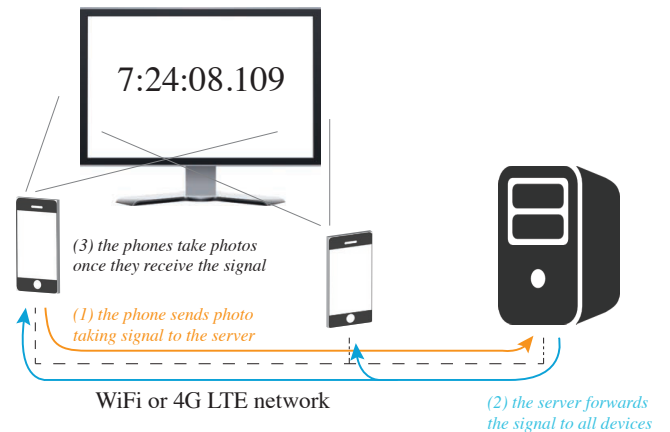 7:24:08.109
(3) the phones take photos
once they receive the signal
(1) the phone sends photo
taking signal to the server
WiFi or 4G LTE network
(2) the server forwards
the signal to all devices